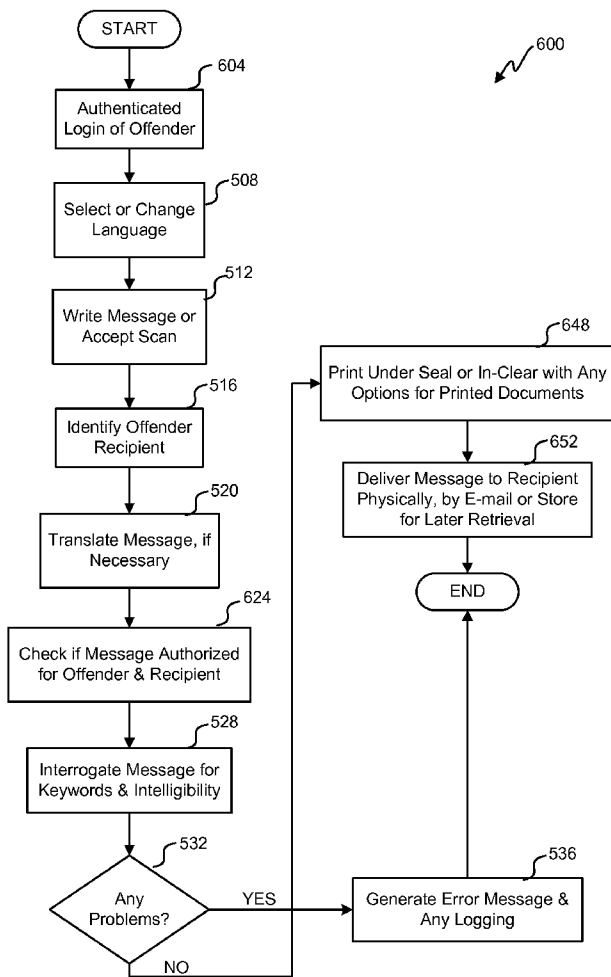 START
600
604
Authenticated
Login of Offender
508
Select or Change
Language
512
Write Message or
Accept Scan
516
Identify Offender
Recipient
520
Translate Message, if
Necessary
624
Check if Message Authorized
for Offender & Recipient
528
Interrogate Message for
Keywords & Intelligibility
532
Any
Problems?
YES
NO
648
Print Under Seal or In-Clear with Any
Options for Printed Documents
652
Deliver Message to Recipient
Physically, by E-mail or Store
for Later Retrieval
END
536
Generate Error Message &
Any Logging